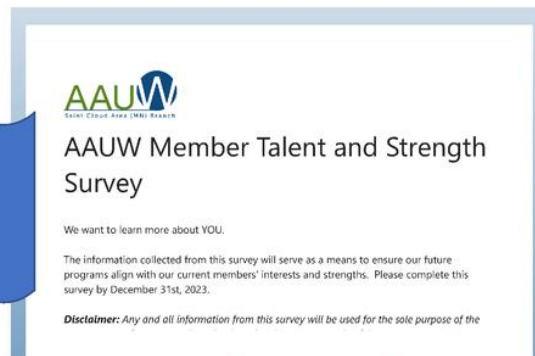 AAUW
Saint Cloud Area (MN) Branch
AAUW Member Talent and Strength
Survey
We want to learn more about YOU.
The information collected from this survey will serve as a means to ensure our future
programs align with our current members' interests and strengths. Please complete this
survey by December 31st, 2023.
Disclaimer: Any and all information from this survey will be used for the sole purpose of the